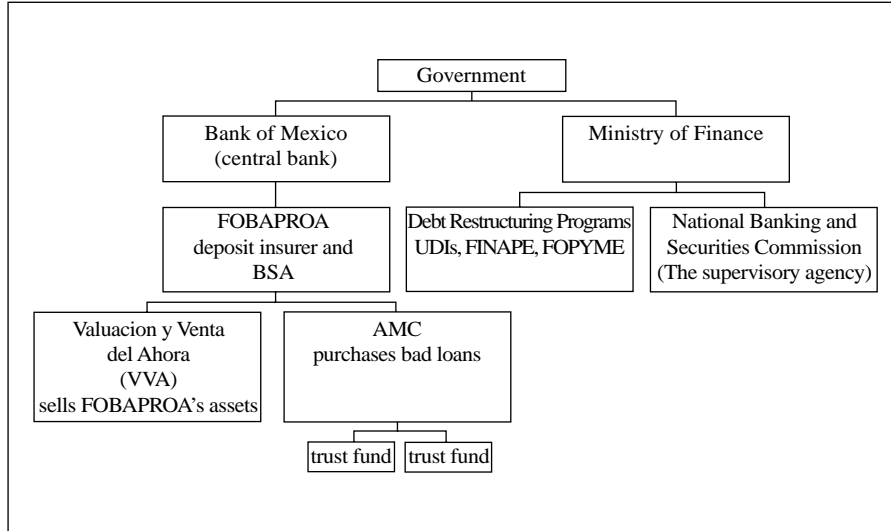 Government
Bank of Mexico
(central bank)
Ministry of Finance
FOBAPROA
deposit insurer and
BSA
Debt Restructuring Programs
UDIs, FINAPE, FOPYME
National Banking and
Securities Commission
(The supervisory agency)
Valuacion y Venta
del Ahora
(VVA)
sells FOBAPROA's assets
AMC
purchases bad loans
trust fund
trust fund